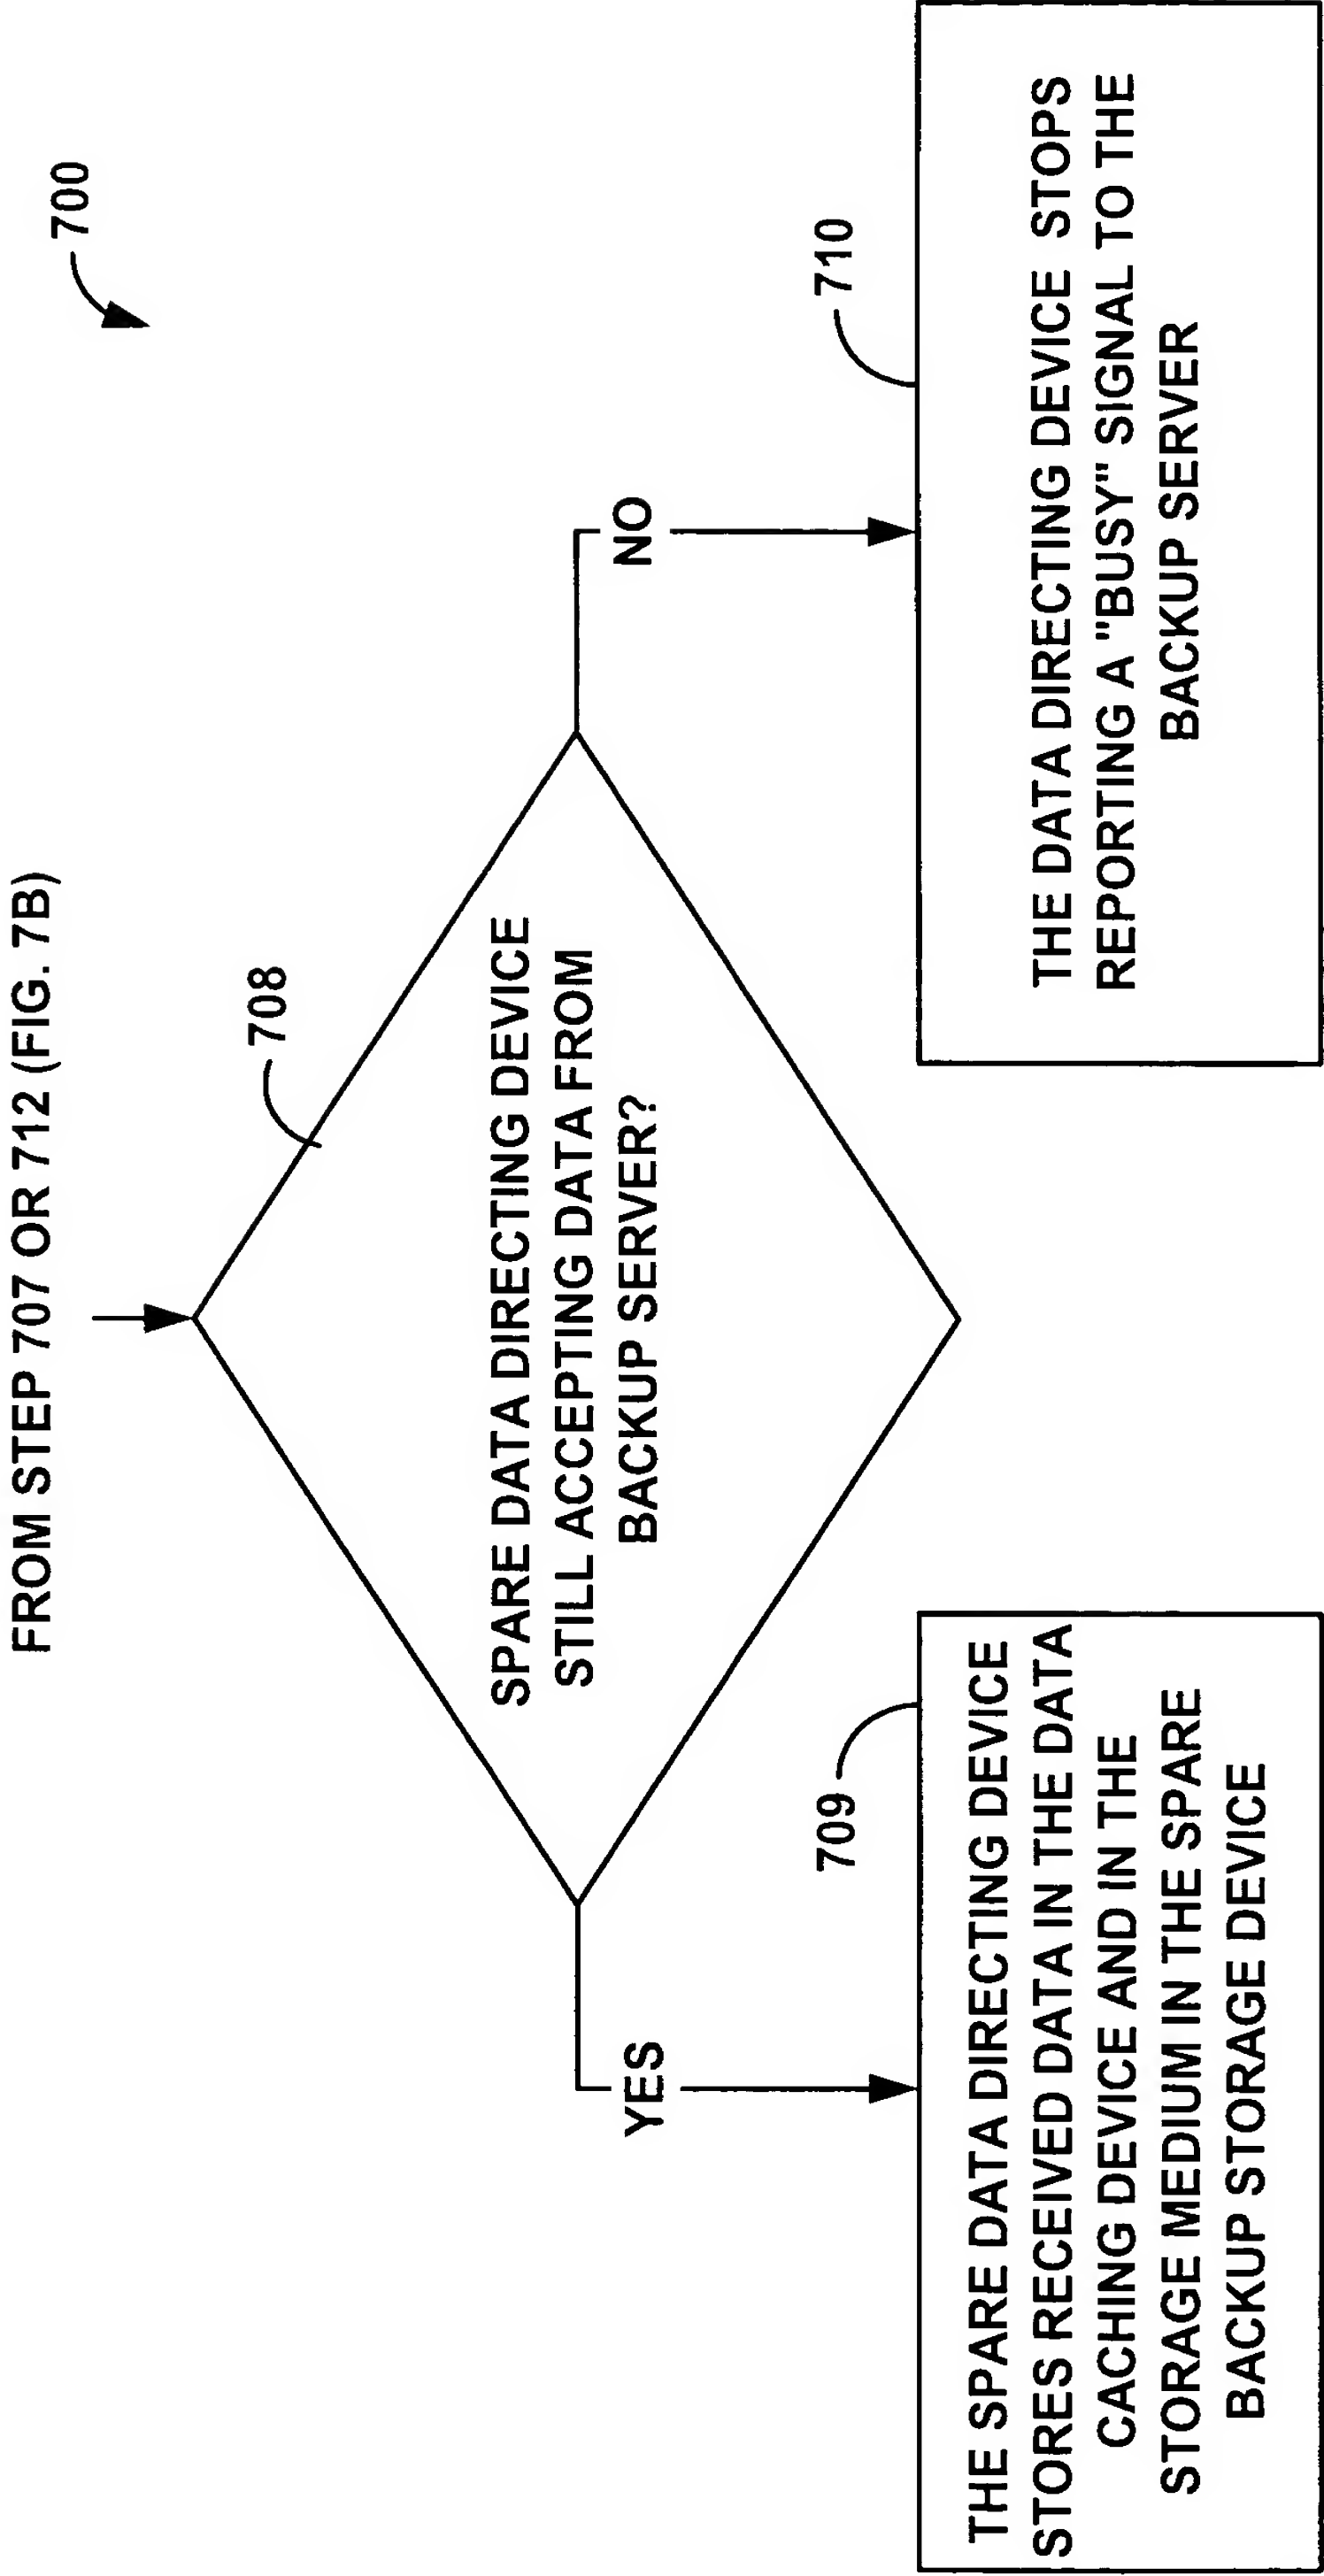 FROM STEP 707 OR 712 (FIG. 7B)
700
708
SPARE DATA DIRECTING DEVICE
STILL ACCEPTING DATA FROM
BACKUP SERVER?
YES
NO
709
THE SPARE DATA DIRECTING DEVICE
STORES RECEIVED DATA IN THE DATA
CACHING DEVICE AND IN THE
STORAGE MEDIUM IN THE SPARE
BACKUP STORAGE DEVICE
710
THE DATA DIRECTING DEVICE STOPS
REPORTING A "BUSY" SIGNAL TO THE
BACKUP SERVER